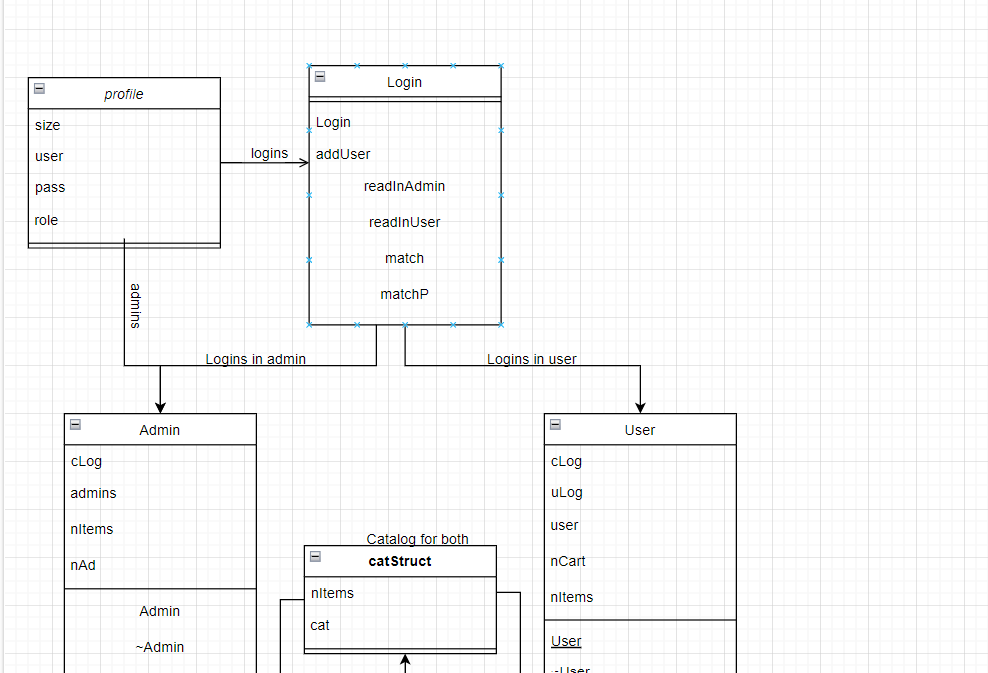 profile
size
user
pass
role
logins
Login
Login
addUser
readInAdmin
readInUser
match
matchP
admins
Logins in admin
Logins in user
Admin
cLog
admins
nItems
nAd
Admin
~Admin
Catalog for both
catStruct
nItems
cat
User
cLog
uLog
user
nCart
nItems
User
~User